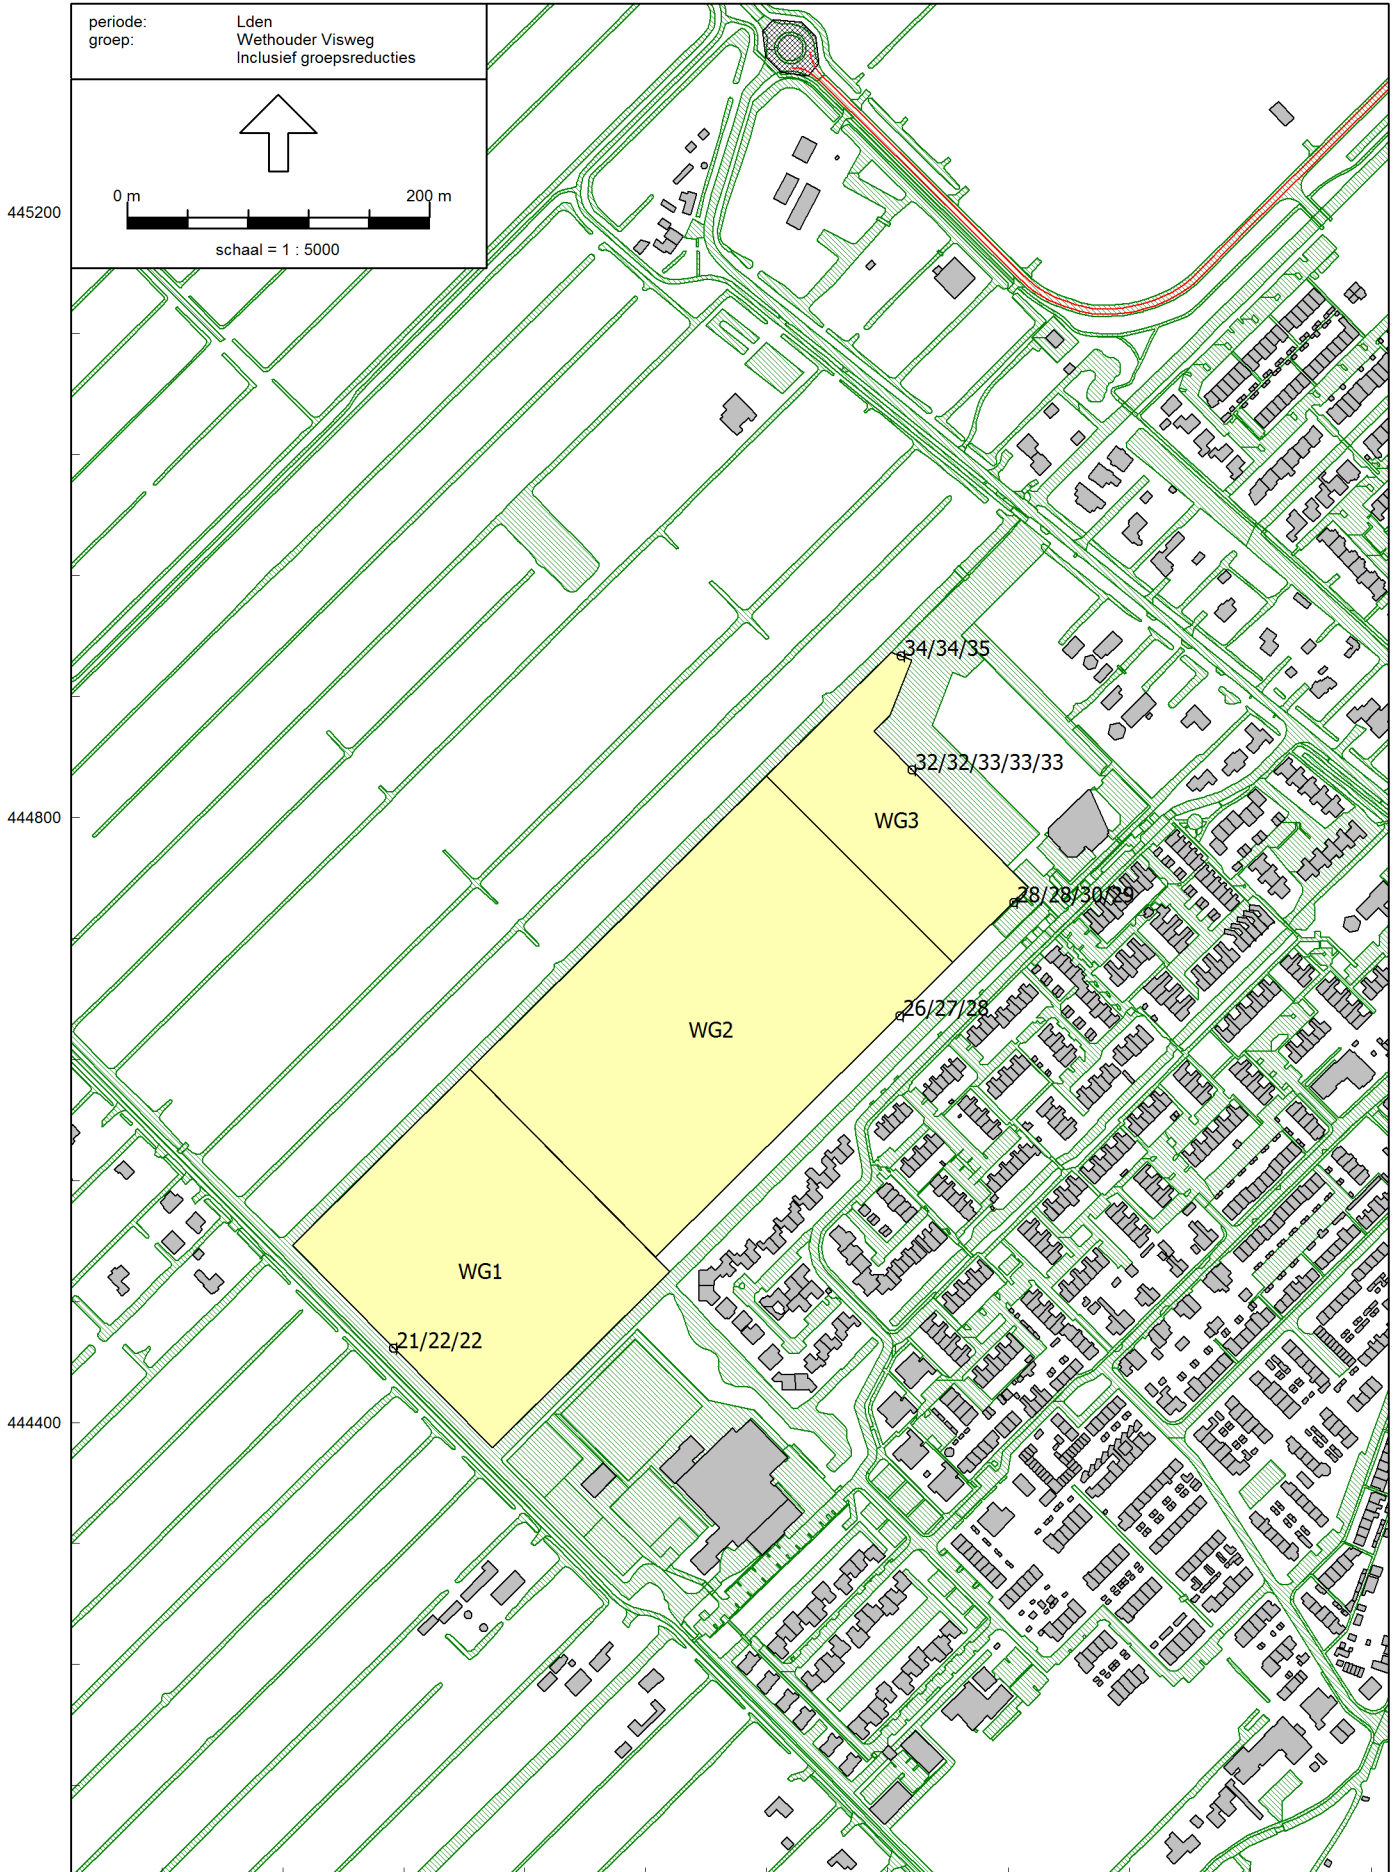 periode: Lden
groep: Wethouder Visweg
Inclusief groepsreducties
0 m 200 m
schaal = 1 : 5000
445200
34/34/35
32/32/33/33/33
444800
WG3
28/28/30/29
26/27/28
WG2
WG1
21/22/22
444400